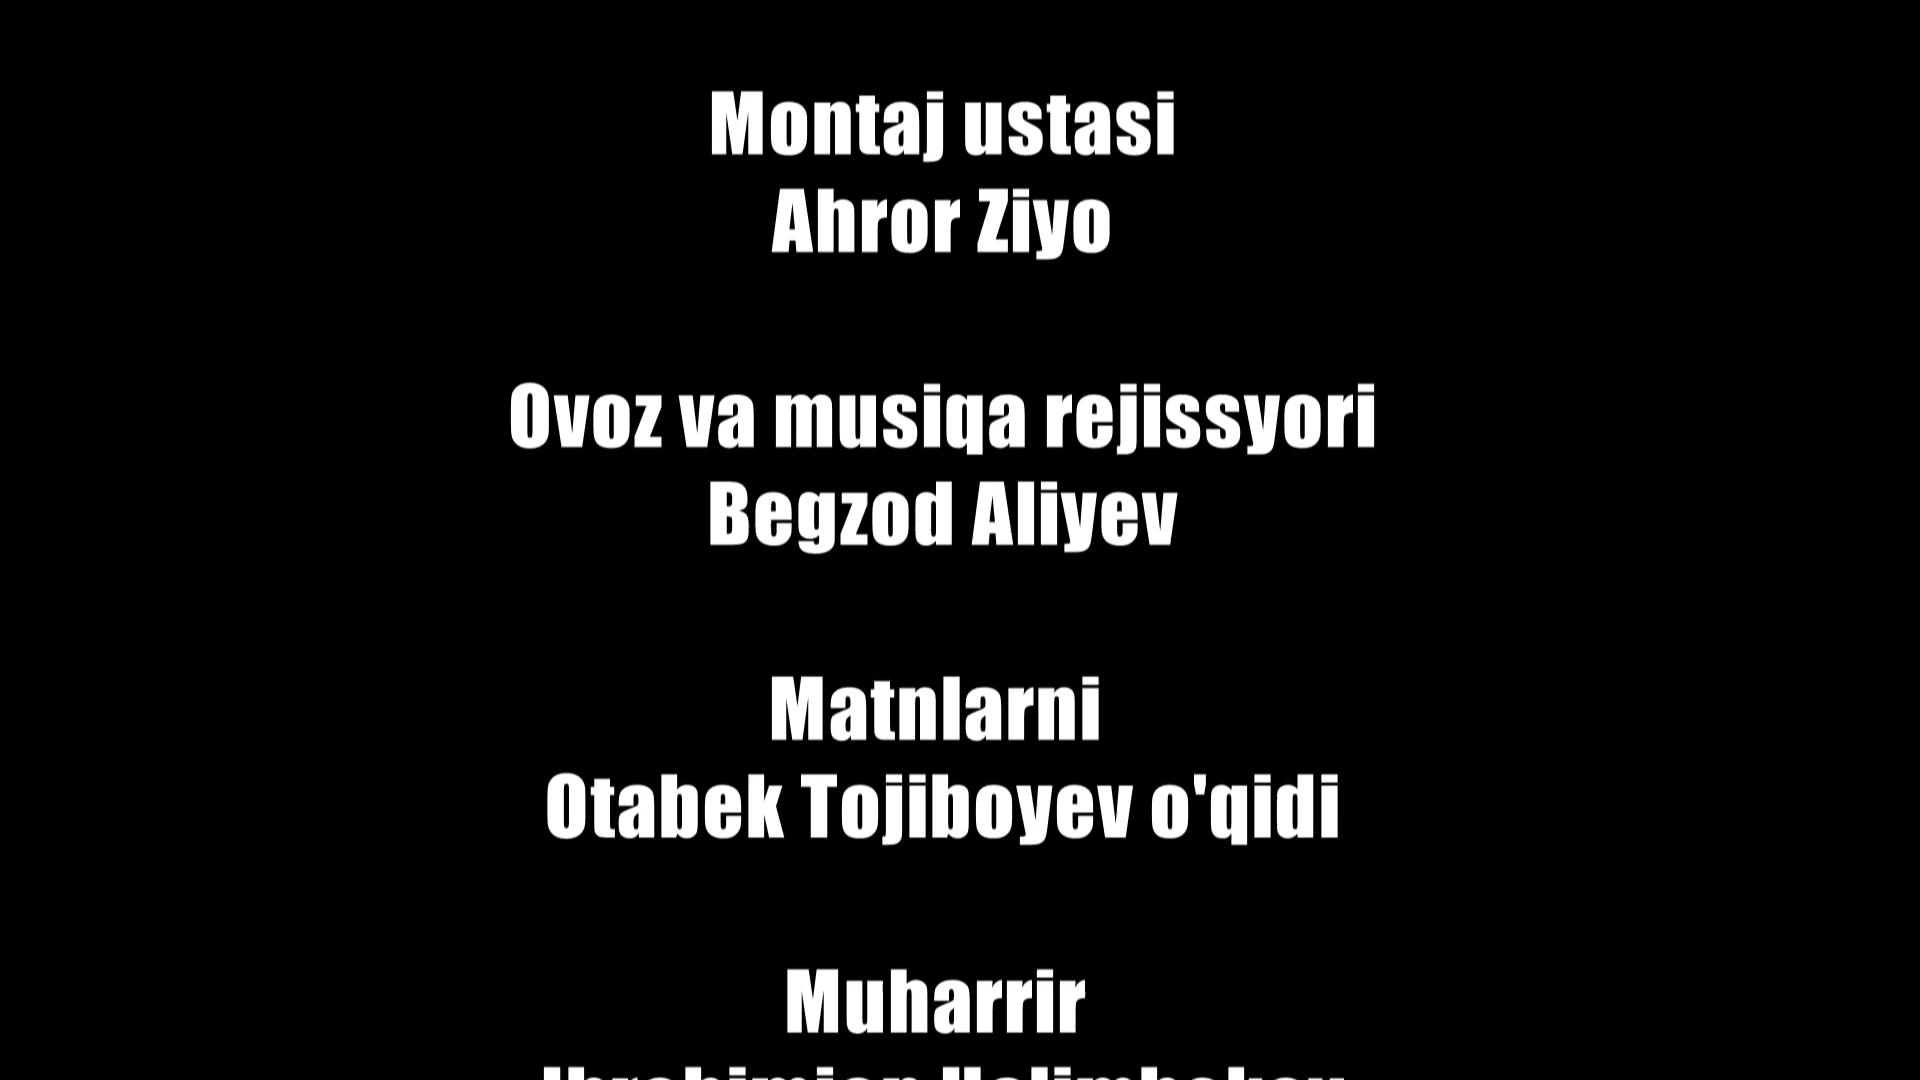 Montaj ustasi
Ahror Ziyo
Ovoz va musiqa rejissyori
Begzod Aliyev
Matnlarni
Otabek Tojiboyev o'qidi
Muharrir